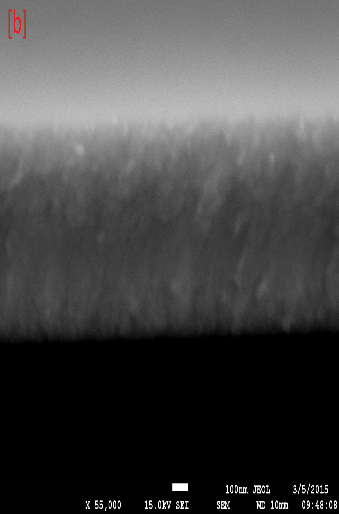 [b]
100nm JEOL 3/5/2015
X 55,000 15.0kV SEI SEM WD 10mm 09:48:08